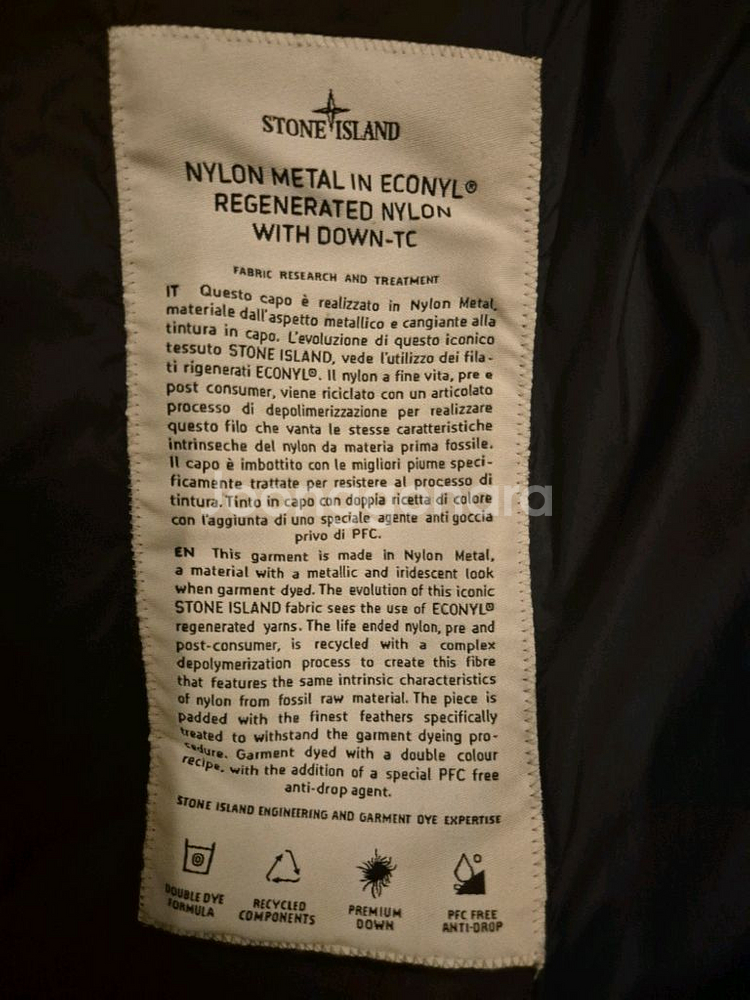 STONE ISLAND
NYLON METAL IN ECONYL®
REGENERATED NYLON
WITH DOWN-TC
FABRIC RESEARCH AND TREATMENT
IT Questo capo è realizzato in Nylon Metal,
materiale dall'aspetto metallico e cangiante alla
tintura in capo. L'evoluzione di questo iconico
tessuto STONE ISLAND, vede l'utilizzo dei fila-
ti rigenerati ECONYL®. Il nylon a fine vita, pre e
post consumer, viene riciclato con un articolato
processo di depolimerizzazione per realizzare
questo filo che vanta le stesse caratteristiche
intrinseche del nylon da materia prima fossile.
Il capo è imbottito con le migliori piume speci-
ficamente trattate per resistere al processo di
tintura. Tinto in capo con doppia ricetta di colore
con l'aggiunta di uno speciale agente anti goccia
privo di PFC.
EN This garment is made in Nylon Metal,
a material with a metallic and iridescent look
when garment dyed. The evolution of this iconic
STONE ISLAND fabric sees the use of ECONYL®
regenerated yarns. The life ended nylon, pre and
post-consumer, is recycled with a complex
depolymerization process to create this fibre
that features the same intrinsic characteristics
of nylon from fossil raw material. The piece is
padded with the finest feathers specifically
treated to withstand the garment dyeing pro-
cedure. Garment dyed with a double colour
recipe, with the addition of a special PFC free
anti-drop agent.
STONE ISLAND ENGINEERING AND GARMENT DYE EXPERTISE
DOUBLE DYE
FORMULA
RECYCLED
COMPONENTS
PREMIUM
DOWN
PFC FREE
ANTI-DROP